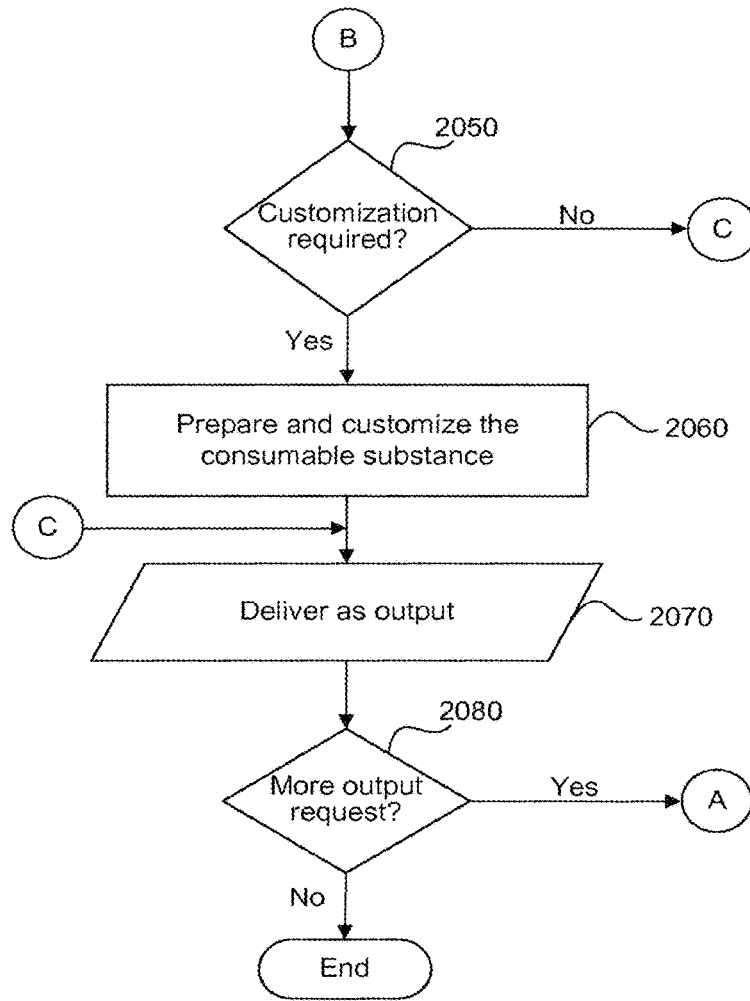 B
2050
Customization
required?
No
C
Yes
Prepare and customize the
consumable substance
2060
C
Deliver as output
2070
2080
More output
request?
Yes
A
No
End